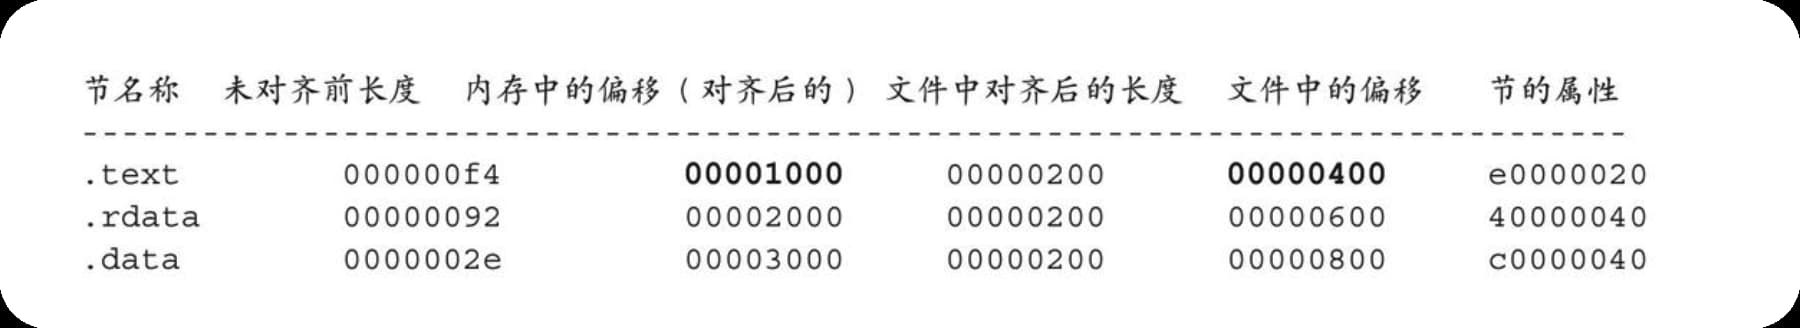 节名称 未对齐前长度 内存中的偏移（对齐后的） 文件中对齐后的长度 文件中的偏移 节的属性
--------------------------------------------------------------------------------------------
.text 000000f4 00001000 00000200 00000400 e0000020
.rdata 00000092 00002000 00000200 00000600 40000040
.data 0000002e 00003000 00000200 00000800 c0000040